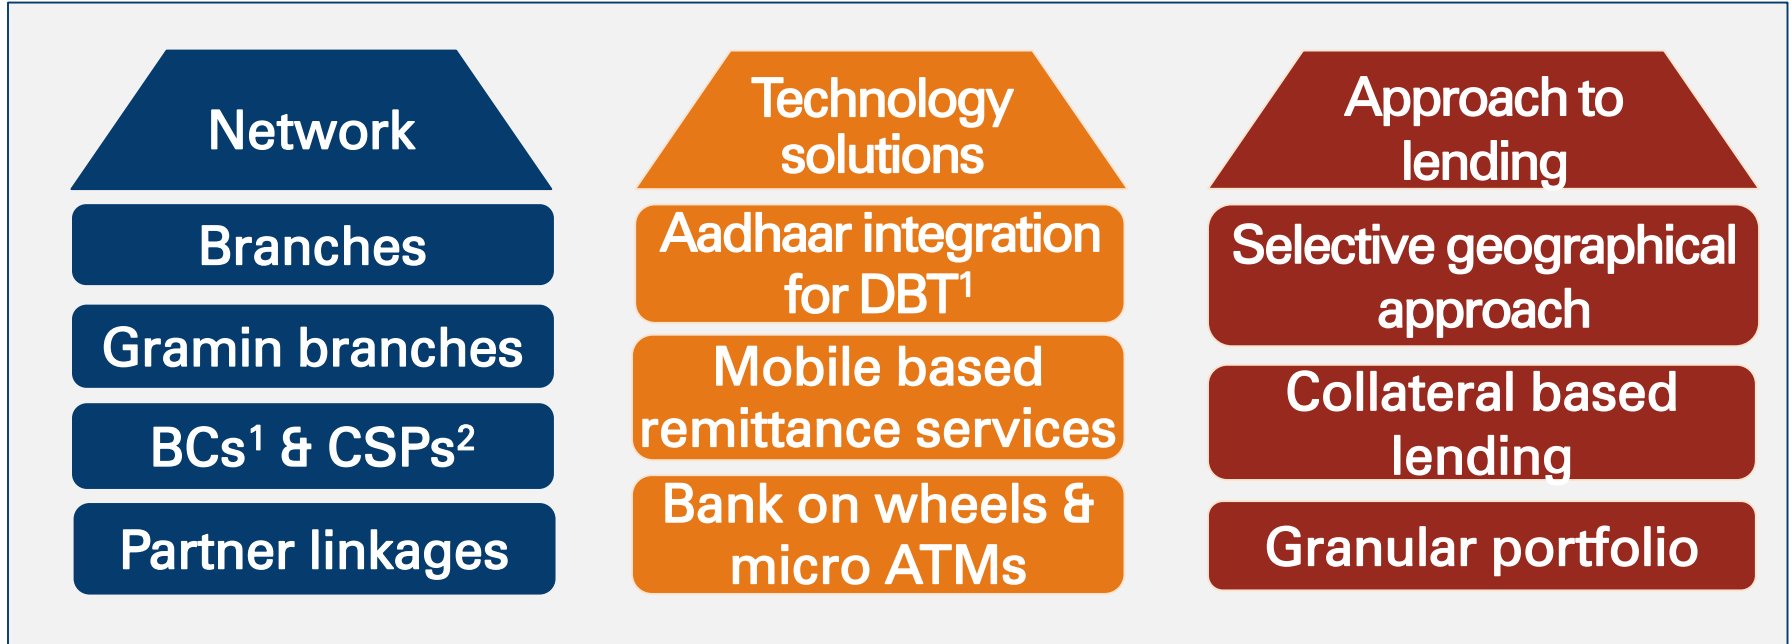 Network
Branches
Gramin branches
BCs¹ & CSPs²
Partner linkages
Technology
solutions
Aadhaar integration
for DBT¹
Mobile based
remittance services
Bank on wheels &
micro ATMs
Approach to
lending
Selective geographical
approach
Collateral based
lending
Granular portfolio